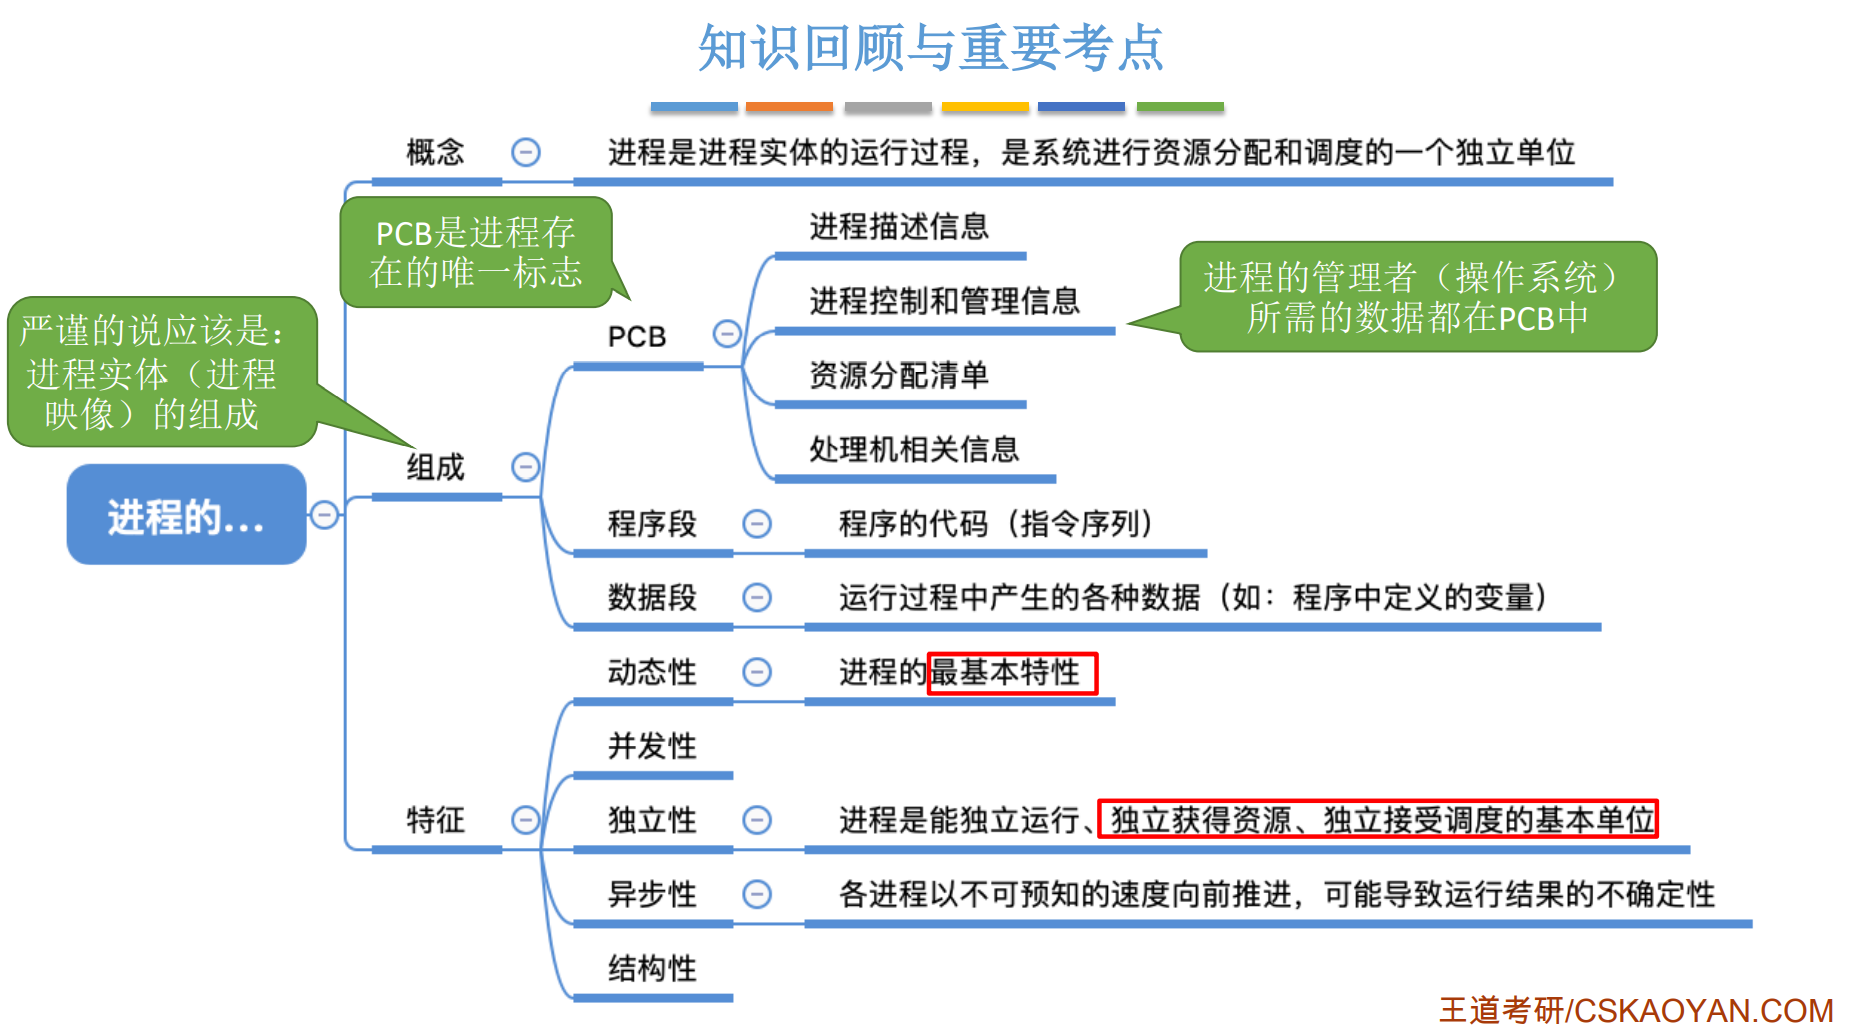 知识回顾与重要考点
概念
进程是进程实体的运行过程，是系统进行资源分配和调度的一个独立单位
PCB是进程存
在的唯一标志
进程描述信息
进程的管理者（操作系统）
所需的数据都在PCB中
进程控制和管理信息
严谨的说应该是：
进程实体（进程
映像）的组成
PCB
资源分配清单
处理机相关信息
组成
进程的...
程序段
程序的代码（指令序列）
数据段
运行过程中产生的各种数据（如：程序中定义的变量）
动态性
进程的最基本特性
并发性
特征
独立性
进程是能独立运行、独立获得资源、独立接受调度的基本单位
异步性
各进程以不可预知的速度向前推进，可能导致运行结果的不确定性
结构性
王道考研/CSKAOYAN.COM